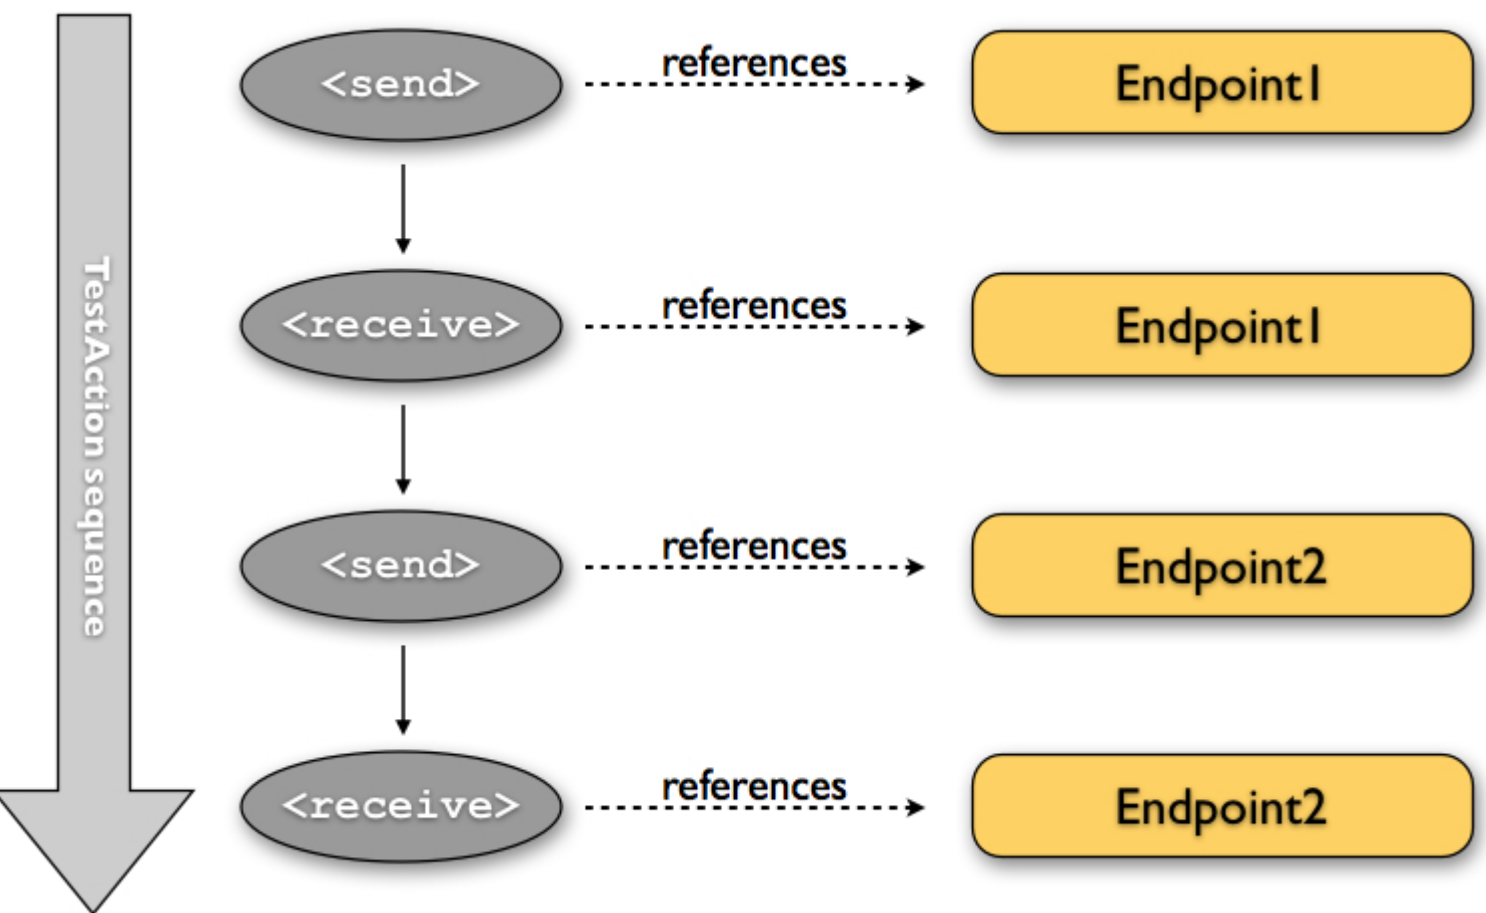 <send>
references
Endpoint1
<receive>
references
Endpoint1
TestAction sequence
<send>
references
Endpoint2
<receive>
references
Endpoint2